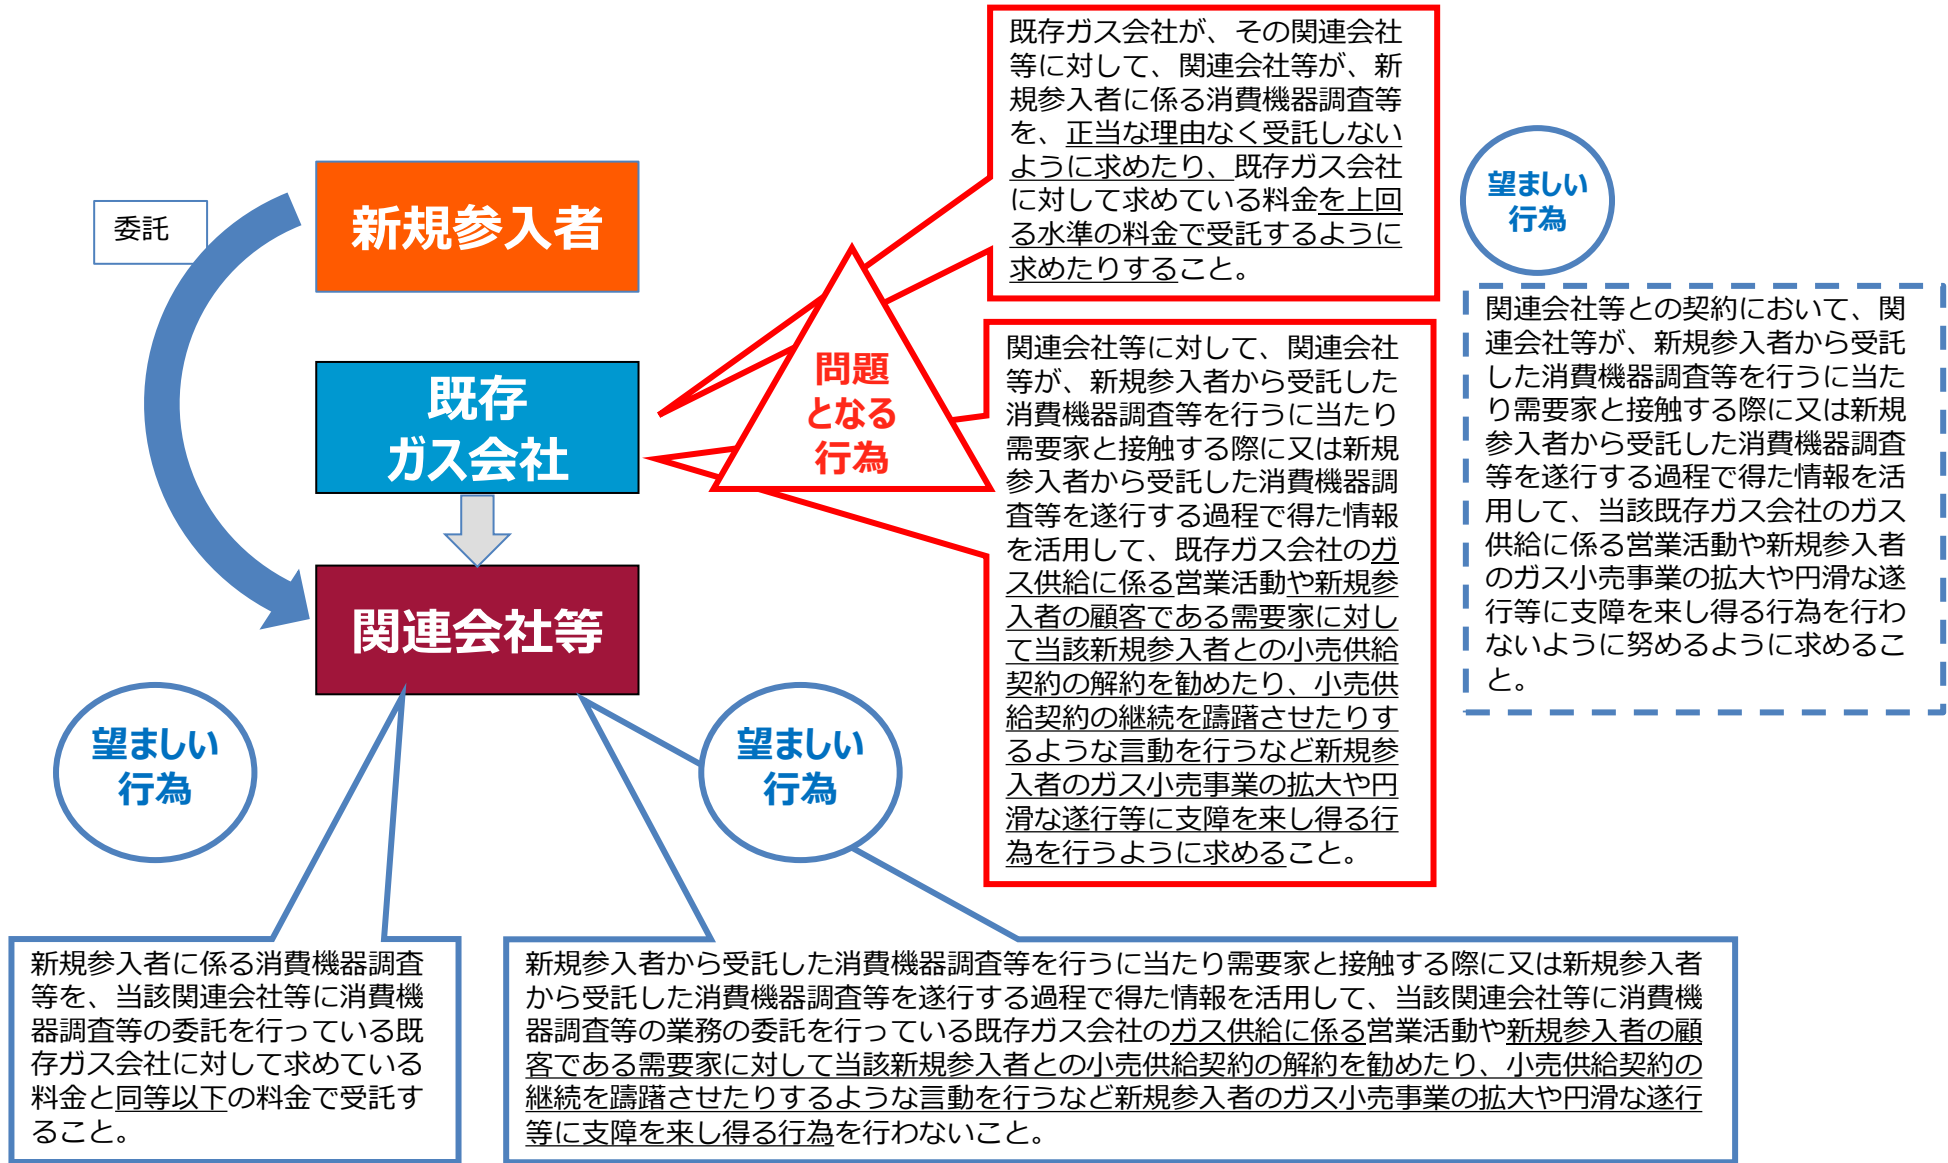 委託
新規参入者
既存
ガス会社
関連会社等
既存ガス会社が、その関連会社
等に対して、関連会社等が、新
規参入者に係る消費機器調査等
を、正当な理由なく受託しない
ように求めたり、既存ガス会社
に対して求めている料金を上回
る水準の料金で受託するように
求めたりすること。
問題
となる
行為
関連会社等に対して、関連会社
等が、新規参入者から受託した
消費機器調査等を行うに当たり
需要家と接触する際に又は新規
参入者から受託した消費機器調
査等を遂行する過程で得た情報
を活用して、既存ガス会社のガ
ス供給に係る営業活動や新規参
入者の顧客である需要家に対し
て当該新規参入者との小売供給
契約の解約を勧めたり、小売供
給契約の継続を躊躇させたりす
るような言動を行うなど新規参
入者のガス小売事業の拡大や円
滑な遂行等に支障を来し得る行
為を行うように求めること。
望ましい
行為
関連会社等との契約において、関
連会社等が、新規参入者から受託
した消費機器調査等を行うに当た
り需要家と接触する際に又は新規
参入者から受託した消費機器調査
等を遂行する過程で得た情報を活
用して、当該既存ガス会社のガス
供給に係る営業活動や新規参入者
のガス小売事業の拡大や円滑な遂
行等に支障を来し得る行為を行わ
ないように努めるように求めるこ
と。
望ましい
行為
新規参入者に係る消費機器調査
等を、当該関連会社等に消費機
器調査等の委託を行っている既
存ガス会社に対して求めている
料金と同等以下の料金で受託す
ること。
望ましい
行為
新規参入者から受託した消費機器調査等を行うに当たり需要家と接触する際に又は新規参入者
から受託した消費機器調査等を遂行する過程で得た情報を活用して、当該関連会社等に消費機
器調査等の業務の委託を行っている既存ガス会社のガス供給に係る営業活動や新規参入者の顧
客である需要家に対して当該新規参入者との小売供給契約の解約を勧めたり、小売供給契約の
継続を躊躇させたりするような言動を行うなど新規参入者のガス小売事業の拡大や円滑な遂行
等に支障を来し得る行為を行わないこと。